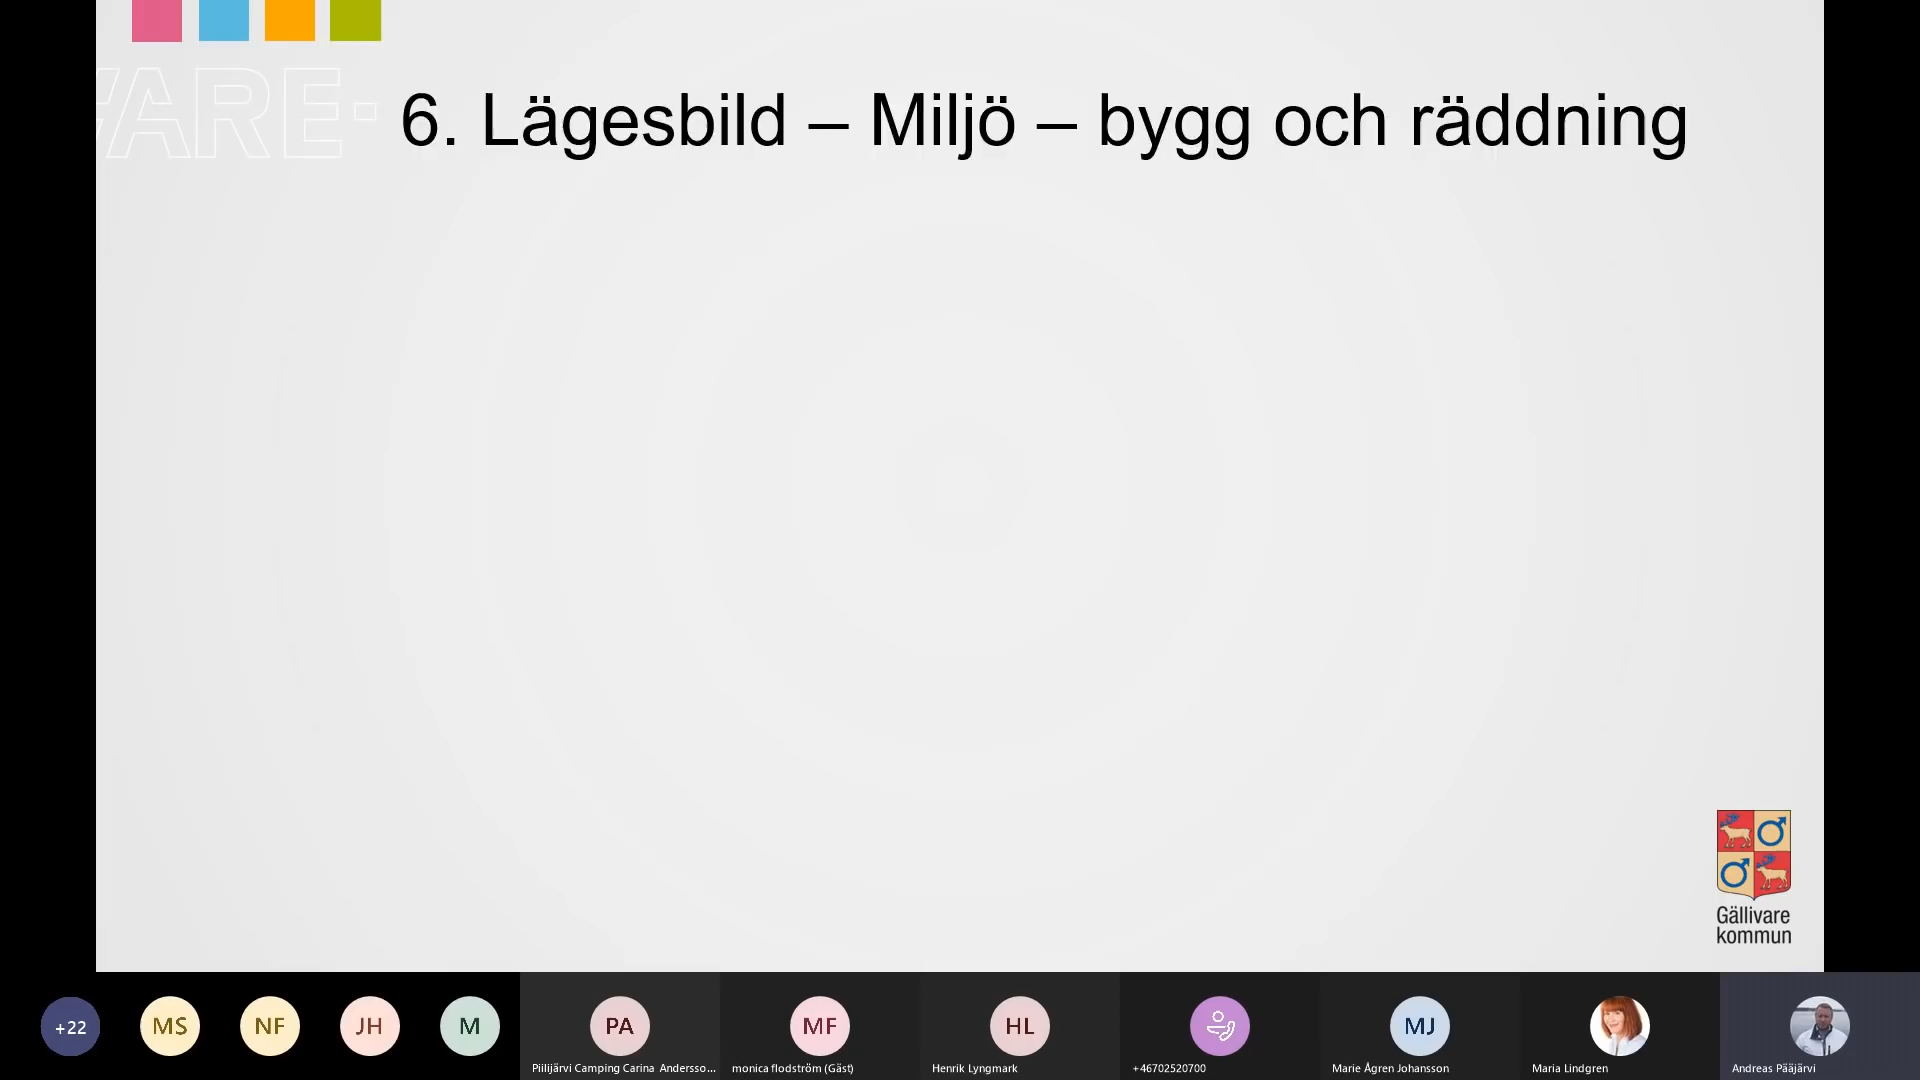 VARE
6. Lägesbild – Miljö – bygg och räddning
Gällivare
kommun
+22
MS
NF
JH
M
PA
MF
HL
MJ
Piilijärvi Camping Carina Andersso...
monica flodström (Gäst)
Henrik Lyngmark
+46702520700
Marie Ågren Johansson
Maria Lindgren
Andreas Pääjärvi